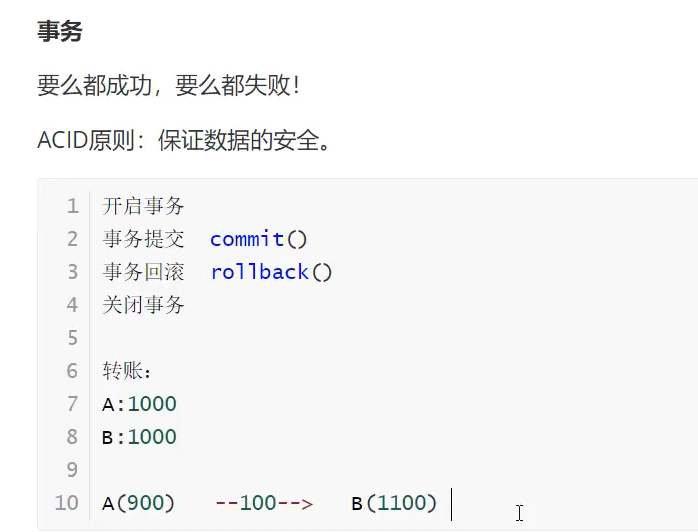 事务
要么都成功，要么都失败！
ACID原则：保证数据的安全。
1 开启事务
2 事务提交 commit()
3 事务回滚 rollback()
4 关闭事务
5
6 转账：
7 A:1000
8 B:1000
9
10 A(900) --100--> B(1100)